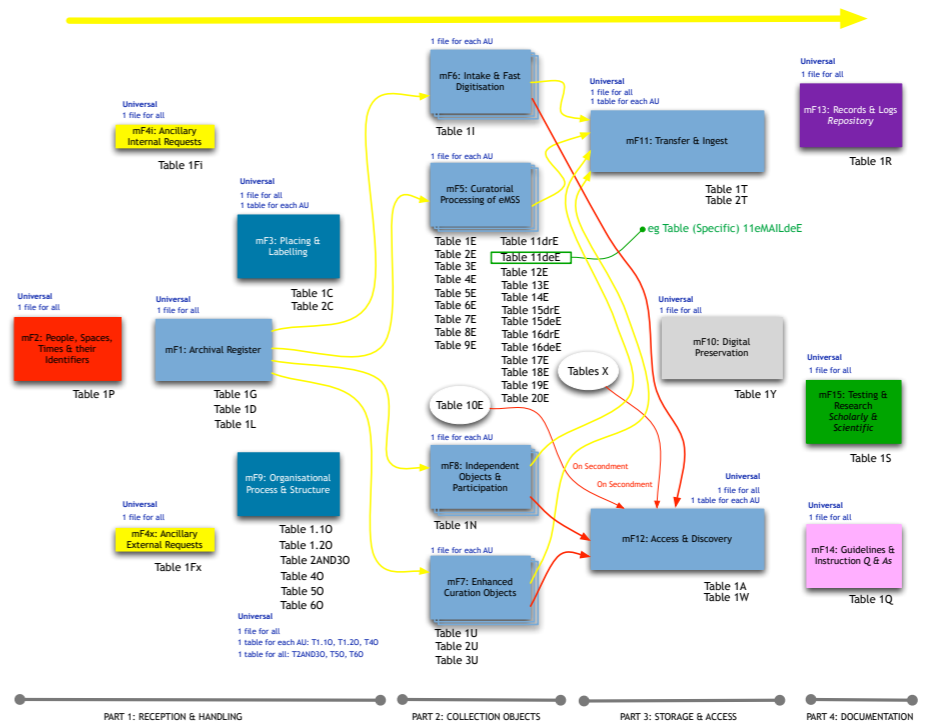 1 file for each AU
mF6: Intake & Fast
Digitisation
Table 1I
Universal
1 file for all
1 table for each AU
mF11: Transfer & Ingest
Table 1T
Table 2T
Universal
1 file for all
mF13: Records & Logs
Repository
Table 1R
Universal
1 file for all
mF4i: Ancillary
Internal Requests
Table 1Fi
Universal
1 file for all
1 table for each AU
mF3: Placing &
Labelling
Table 1C
Table 2C
1 file for each AU
mF5: Curatorial
Processing of eMSS
Table 1E
Table 2E
Table 3E
Table 4E
Table 5E
Table 6E
Table 7E
Table 8E
Table 9E
Table 11drE
Table 11deE
Table 12E
Table 13E
Table 14E
Table 15drE
Table 15deE
Table 16drE
Table 16deE
Table 17E
Table 18E
Table 19E
Table 20E
eg Table (Specific) 11eMAILdeE
Universal
1 file for all
mF2: People, Spaces,
Times & their
Identifiers
Table 1P
Universal
1 file for all
mF1: Archival Register
Table 1G
Table 1D
Table 1L
Universal
1 file for all
mF10: Digital
Preservation
Table 1Y
Tables X
Table 10E
Universal
1 file for all
mF15: Testing &
Research
Scholarly &
Scientific
Table 1S
1 file for each AU
mF8: Independent
Objects &
Participation
Table 1N
On Secondment
On Secondment
mF9: Organisational
Process & Structure
Table 1.1O
Table 1.2O
Table 2AND3O
Table 4O
Table 5O
Table 6O
Universal
1 file for all
1 table for each AU: T1.1O, T1.2O, T4O
1 table for all: T2AND3O, T5O, T6O
Universal
1 file for all
mF4x: Ancillary
External Requests
Table 1Fx
1 file for each AU
mF7: Enhanced
Curation Objects
Table 1U
Table 2U
Table 3U
Universal
1 file for all
1 table for each AU
mF12: Access & Discovery
Table 1A
Table 1W
Universal
1 file for all
mF14: Guidelines &
Instruction Q & As
Table 1Q
PART 1: RECEPTION & HANDLING
PART 2: COLLECTION OBJECTS
PART 3: STORAGE & ACCESS
PART 4: DOCUMENTATION